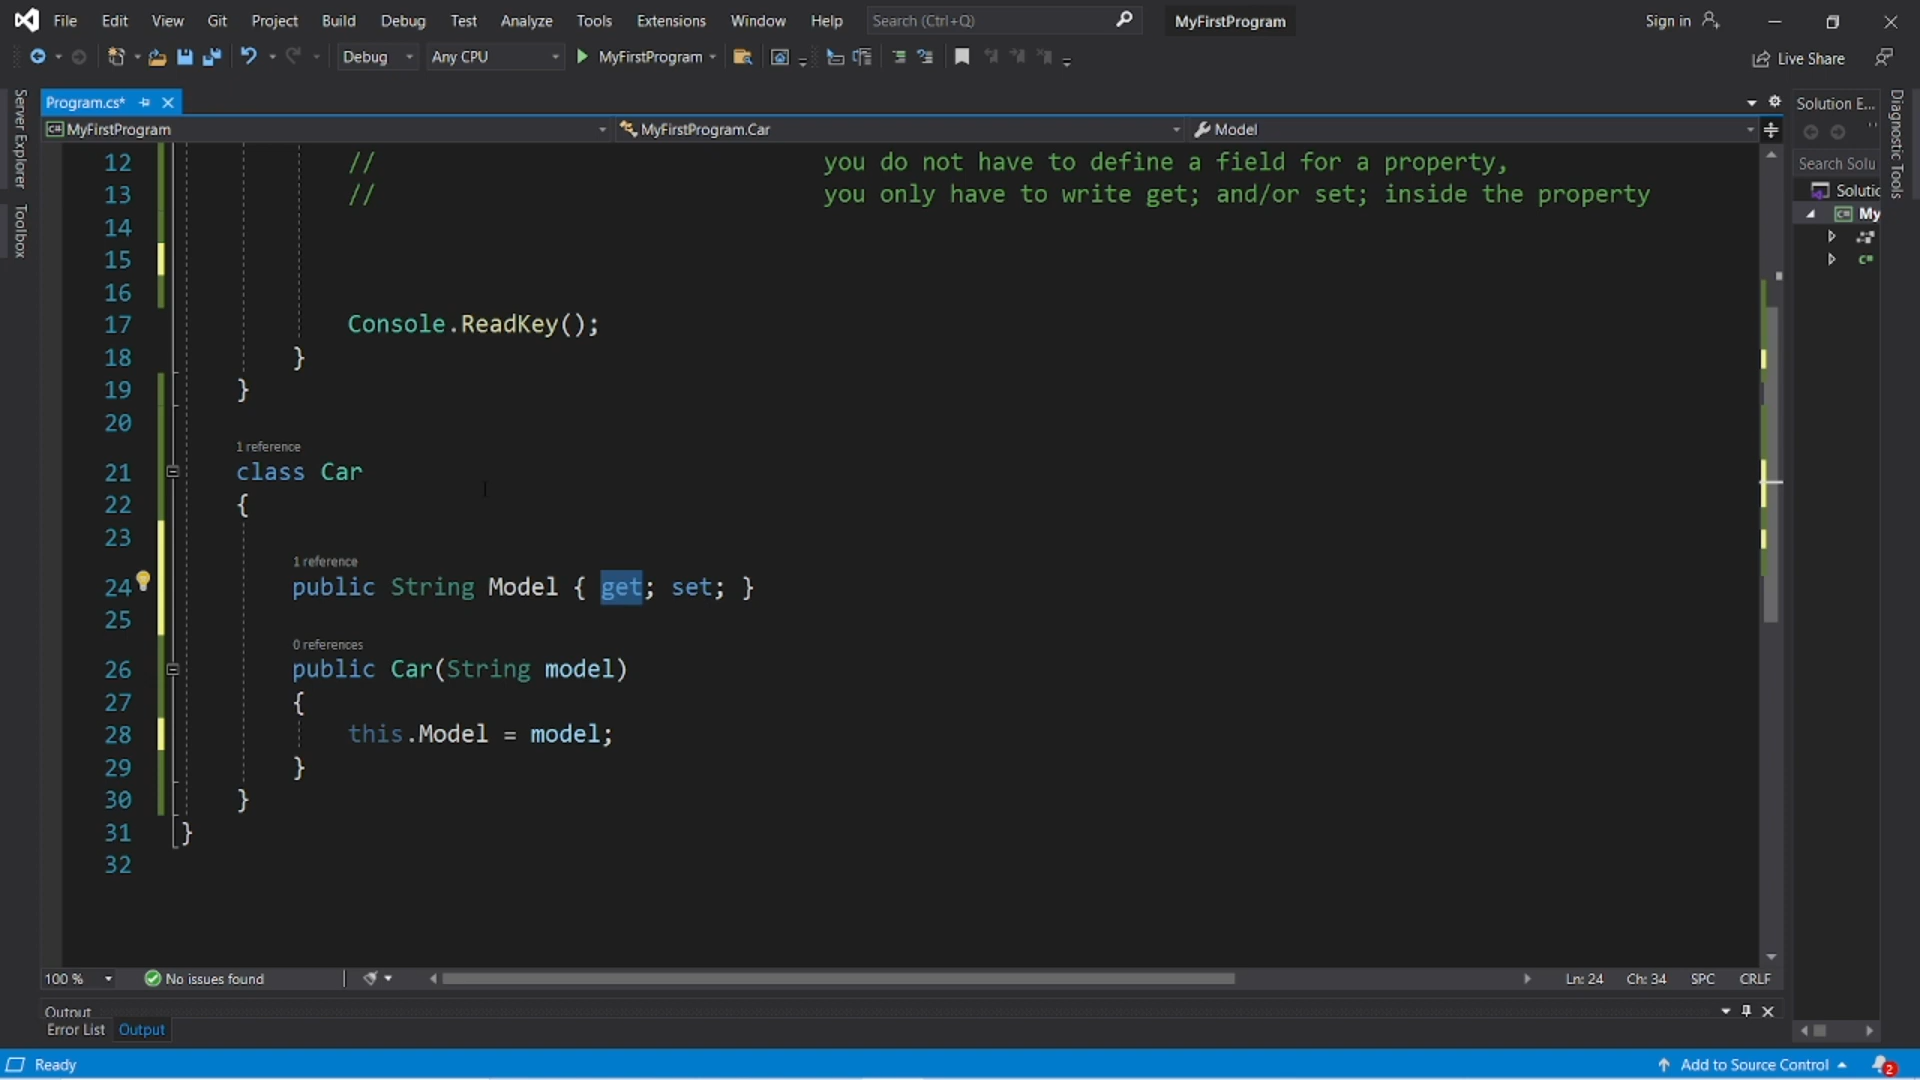 File Edit View Git Project Build Debug Test Analyze Tools Extensions Window Help Search (Ctrl+Q) MyFirstProgram Sign in
Debug Any CPU MyFirstProgram Live Share
Server Explorer
Toolbox
Program.cs*
MyFirstProgram MyFirstProgram.Car Model
12 // you do not have to define a field for a property,
13 // you only have to write get; and/or set; inside the property
14
15
16
17 Console.ReadKey();
18 }
19 }
20
1 reference
21 class Car
22 {
23
1 reference
24 public String Model { get; set; }
25
0 references
26 public Car(String model)
27 {
28 this.Model = model;
29 }
30 }
31 }
32
100 % No issues found Ln: 24 Ch: 34 SPC CRLF
Output
Error List Output
Ready Add to Source Control 2
Solution E...
Search Solu
Solutic
C# My
C#
Diagnostic Tools